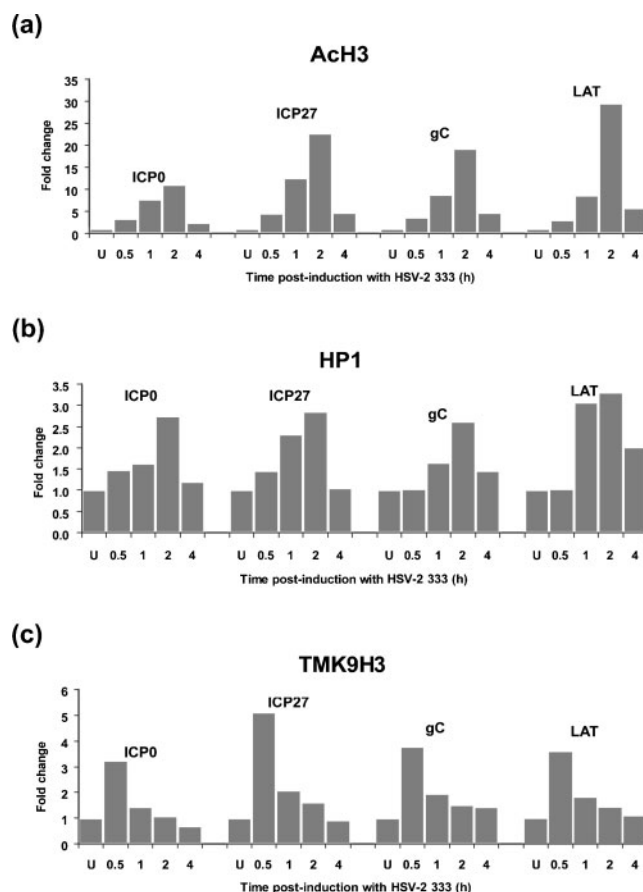 (a)
AcH3
Fold change
35
30
25
20
15
10
5
0
ICP0
ICP27
gC
LAT
U 0.5 1 2 4 U 0.5 1 2 4 U 0.5 1 2 4 U 0.5 1 2 4
Time post-induction with HSV-2 333 (h)
(b)
HP1
Fold change
3.5
3.0
2.5
2.0
1.5
1.0
0.5
0.0
ICP0
ICP27
gC
LAT
U 0.5 1 2 4 U 0.5 1 2 4 U 0.5 1 2 4 U 0.5 1 2 4
Time post-induction with HSV-2 333 (h)
(c)
TMK9H3
Fold change
6
5
4
3
2
1
0
ICP0
ICP27
gC
LAT
U 0.5 1 2 4 U 0.5 1 2 4 U 0.5 1 2 4 U 0.5 1 2 4
Time post-induction with HSV-2 333 (h)